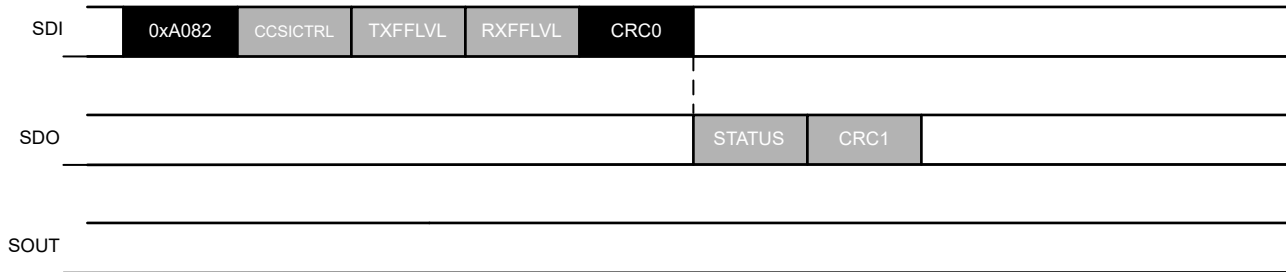 SDI 0xA082 CCSICTRL TXFFLVL RXFFLVL CRC0
SDO STATUS CRC1
SOUT